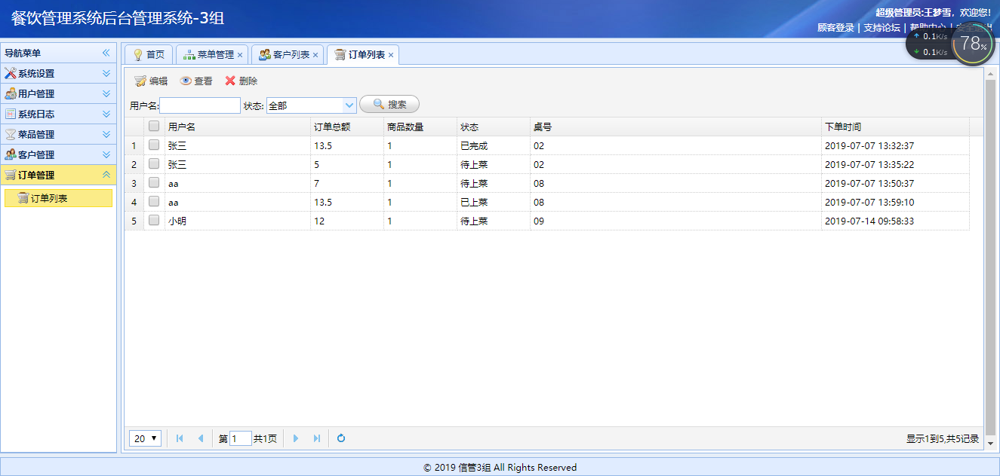 餐饮管理系统后台管理系统-3组
超级管理员:王梦雪，欢迎您!
顾客登录 | 支持论坛 | 帮助中心 | 安全退出
0.1K/s
0.1K/s
78%
导航菜单
系统设置
用户管理
系统日志
菜品管理
客户管理
订单管理
订单列表
首页 菜单管理 客户列表 订单列表
编辑 查看 删除
用户名: 状态: 全部 搜索
用户名 订单总额 商品数量 状态 桌号 下单时间
1 张三 13.5 1 已完成 02 2019-07-07 13:32:37
2 张三 5 1 待上菜 02 2019-07-07 13:35:22
3 aa 7 1 待上菜 08 2019-07-07 13:50:37
4 aa 13.5 1 已上菜 08 2019-07-07 13:59:10
5 小明 12 1 待上菜 09 2019-07-14 09:58:33
20 第 1 共1页 显示1到5,共5记录
© 2019 信管3组 All Rights Reserved